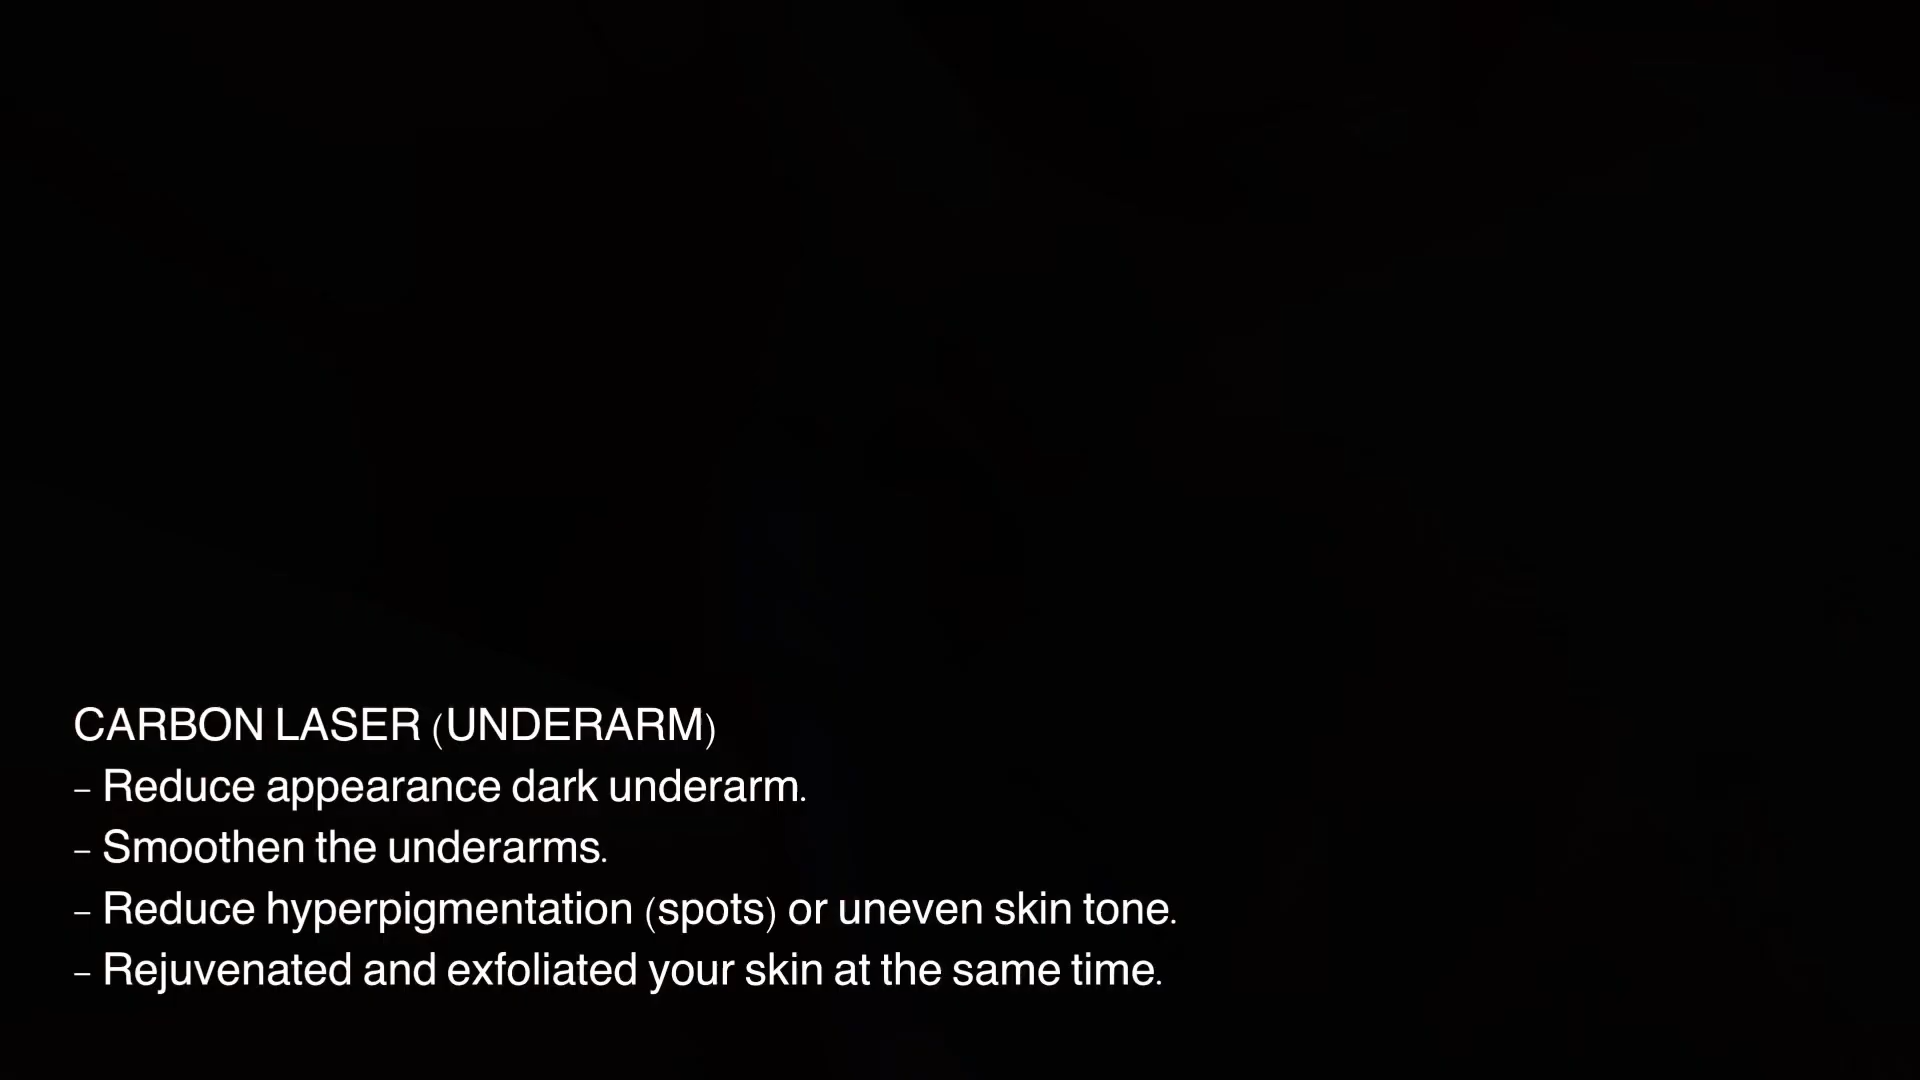 CARBON LASER (UNDERARM)
– Reduce appearance dark underarm.
– Smoothen the underarms.
– Reduce hyperpigmentation (spots) or uneven skin tone.
– Rejuvenated and exfoliated your skin at the same time.